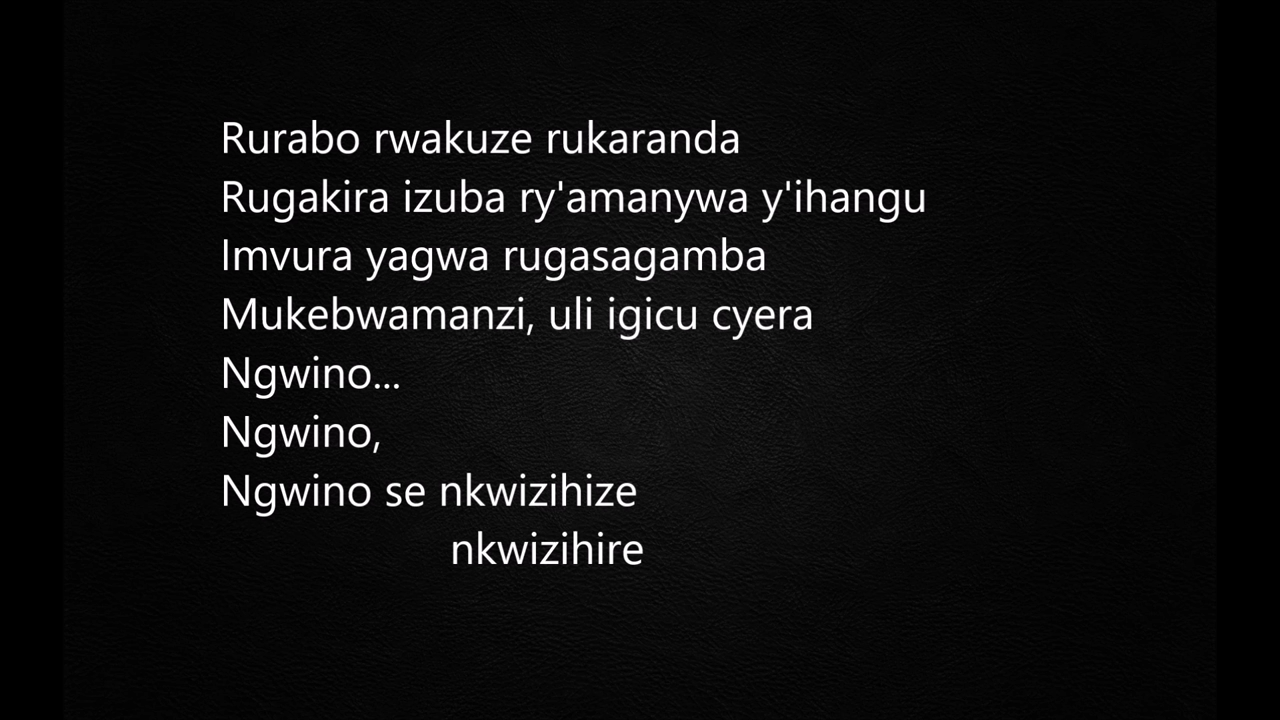 Rurabo rwakuze rukaranda
Rugakira izuba ry'amanywa y'ihangu
Imvura yagwa rugasagamba
Mukebwamanzi, uli igicu cyera
Ngwino...
Ngwino,
Ngwino se nkwizihize
nkwizihire